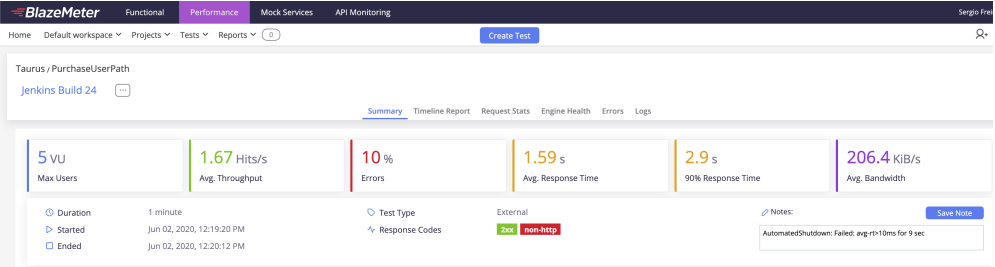 BlazeMeter Functional Performance Mock Services API Monitoring Sergio Frei
Home Default workspace Projects Tests Reports 0 Create Test
Taurus / PurchaseUserPath
Jenkins Build 24 ...
Summary Timeline Report Request Stats Engine Health Errors Logs
5 VU 1.67 Hits/s 10 % 1.59 s 2.9 s 206.4 KiB/s
Max Users Avg. Throughput Errors Avg. Response Time 90% Response Time Avg. Bandwidth
Duration 1 minute Test Type External Notes: Save Note
Started Jun 02, 2020, 12:19:20 PM Response Codes 2xx non-http AutomatedShutdown: Failed: avg-rt>10ms for 9 sec
Ended Jun 02, 2020, 12:20:12 PM